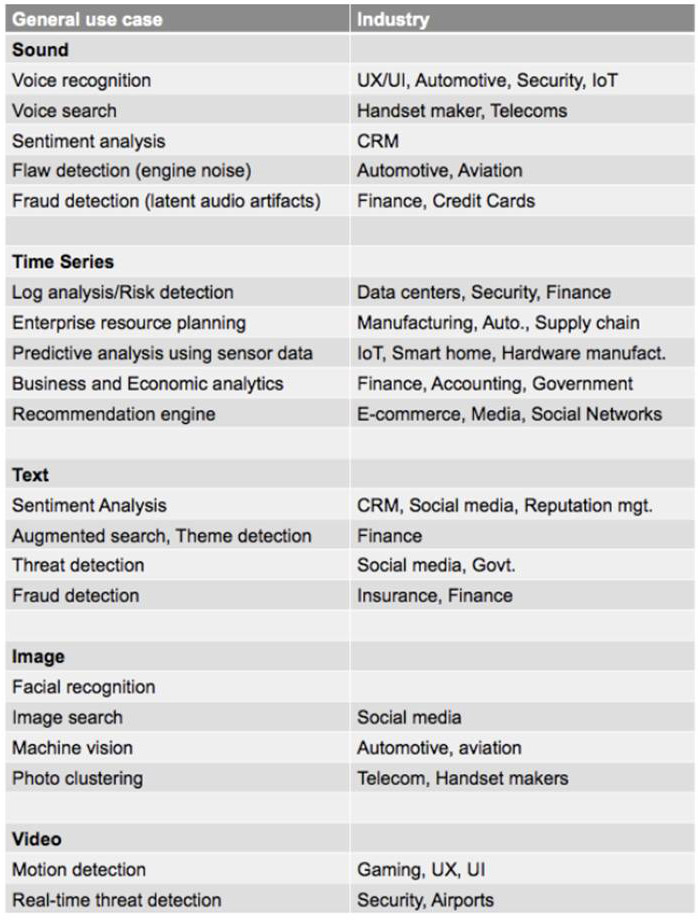 General use case Industry
Sound
Voice recognition UX/UI, Automotive, Security, IoT
Voice search Handset maker, Telecoms
Sentiment analysis CRM
Flaw detection (engine noise) Automotive, Aviation
Fraud detection (latent audio artifacts) Finance, Credit Cards
Time Series
Log analysis/Risk detection Data centers, Security, Finance
Enterprise resource planning Manufacturing, Auto., Supply chain
Predictive analysis using sensor data IoT, Smart home, Hardware manufact.
Business and Economic analytics Finance, Accounting, Government
Recommendation engine E-commerce, Media, Social Networks
Text
Sentiment Analysis CRM, Social media, Reputation mgt.
Augmented search, Theme detection Finance
Threat detection Social media, Govt.
Fraud detection Insurance, Finance
Image
Facial recognition
Image search Social media
Machine vision Automotive, aviation
Photo clustering Telecom, Handset makers
Video
Motion detection Gaming, UX, UI
Real-time threat detection Security, Airports